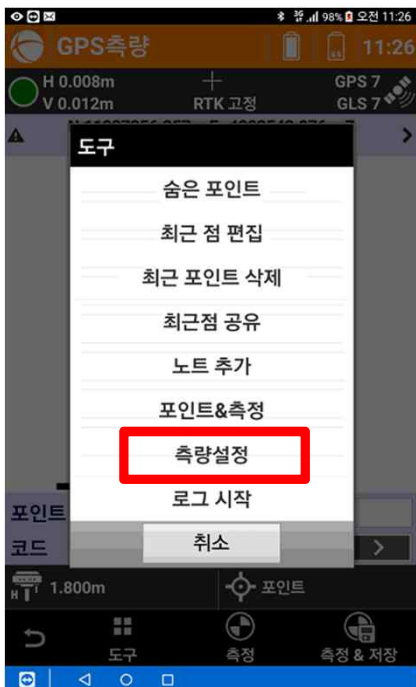 98% 오전 11:26
GPS측량 11:26
H 0.008m GPS 7
V 0.012m RTK 고정 GLS 7
도구
숨은 포인트
최근 점 편집
최근 포인트 삭제
최근점 공유
노트 추가
포인트&측정
측량설정
로그 시작
취소
포인트
코드
H 1.800m 포인트
도구 측정 측정 & 저장